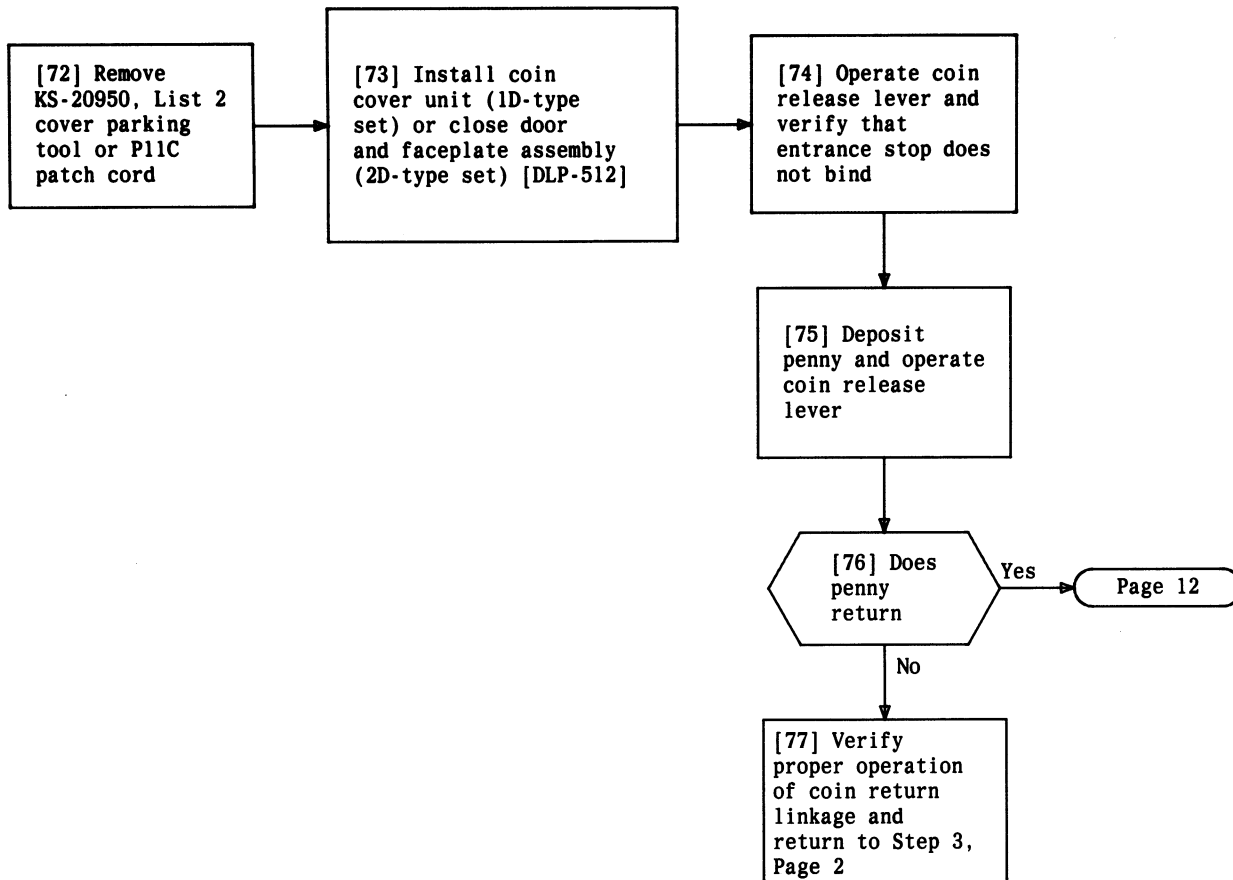 [72] Remove
KS-20950, List 2
cover parking
tool or P11C
patch cord
[73] Install coin
cover unit (1D-type
set) or close door
and faceplate assembly
(2D-type set) [DLP-512]
[74] Operate coin
release lever and
verify that
entrance stop does
not bind
[75] Deposit
penny and operate
coin release
lever
[76] Does
penny
return
Yes
Page 12
No
[77] Verify
proper operation
of coin return
linkage and
return to Step 3,
Page 2